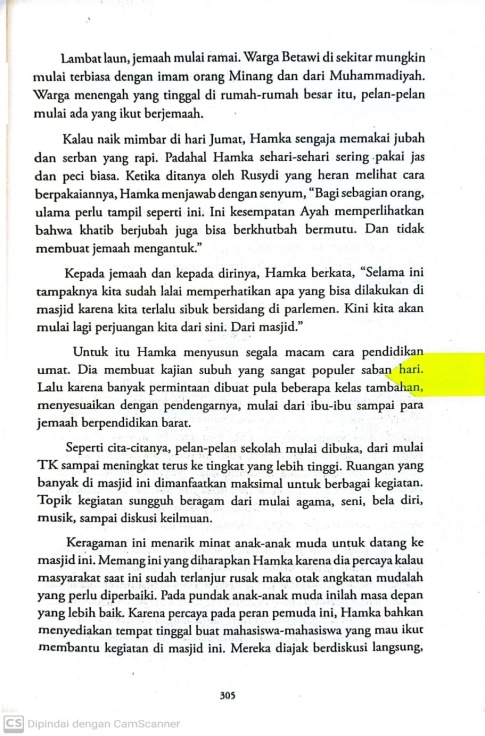 Lambat laun, jemaah mulai ramai. Warga Betawi di sekitar mungkin
mulai terbiasa dengan imam orang Minang dan dari Muhammadiyah.
Warga menengah yang tinggal di rumah-rumah besar itu, pelan-pelan
mulai ada yang ikut berjemaah.
Kalau naik mimbar di hari Jumat, Hamka sengaja memakai jubah
dan serban yang rapi. Padahal Hamka sehari-sehari sering pakai jas
dan peci biasa. Ketika ditanya oleh Rusydi yang heran melihat cara
berpakaiannya, Hamka menjawab dengan senyum, “Bagi sebagian orang,
ulama perlu tampil seperti ini. Ini kesempatan Ayah memperlihatkan
bahwa khatib berjubah juga bisa berkhutbah bermutu. Dan tidak
membuat jemaah mengantuk.”
Kepada jemaah dan kepada dirinya, Hamka berkata, “Selama ini
tampaknya kita sudah lalai memperhatikan apa yang bisa dilakukan di
masjid karena kita terlalu sibuk bersidang di parlemen. Kini kita akan
mulai lagi perjuangan kita dari sini. Dari masjid.”
Untuk itu Hamka menyusun segala macam cara pendidikan
umat. Dia membuat kajian subuh yang sangat populer saban hari.
Lalu karena banyak permintaan dibuat pula beberapa kelas tambahan,
menyesuaikan dengan pendengarnya, mulai dari ibu-ibu sampai para
jemaah berpendidikan barat.
Seperti cita-citanya, pelan-pelan sekolah mulai dibuka, dari mulai
TK sampai meningkat terus ke tingkat yang lebih tinggi. Ruangan yang
banyak di masjid ini dimanfaatkan maksimal untuk berbagai kegiatan.
Topik kegiatan sungguh beragam dari mulai agama, seni, bela diri,
musik, sampai diskusi keilmuan.
Keragaman ini menarik minat anak-anak muda untuk datang ke
masjid ini. Memang ini yang diharapkan Hamka karena dia percaya kalau
masyarakat saat ini sudah terlanjur rusak maka otak angkatan mudalah
yang perlu diperbaiki. Pada pundak anak-anak muda inilah masa depan
yang lebih baik. Karena percaya pada peran pemuda ini, Hamka bahkan
menyediakan tempat tinggal buat mahasiswa-mahasiswa yang mau ikut
membantu kegiatan di masjid ini. Mereka diajak berdiskusi langsung,
305
CS Dipindai dengan CamScanner